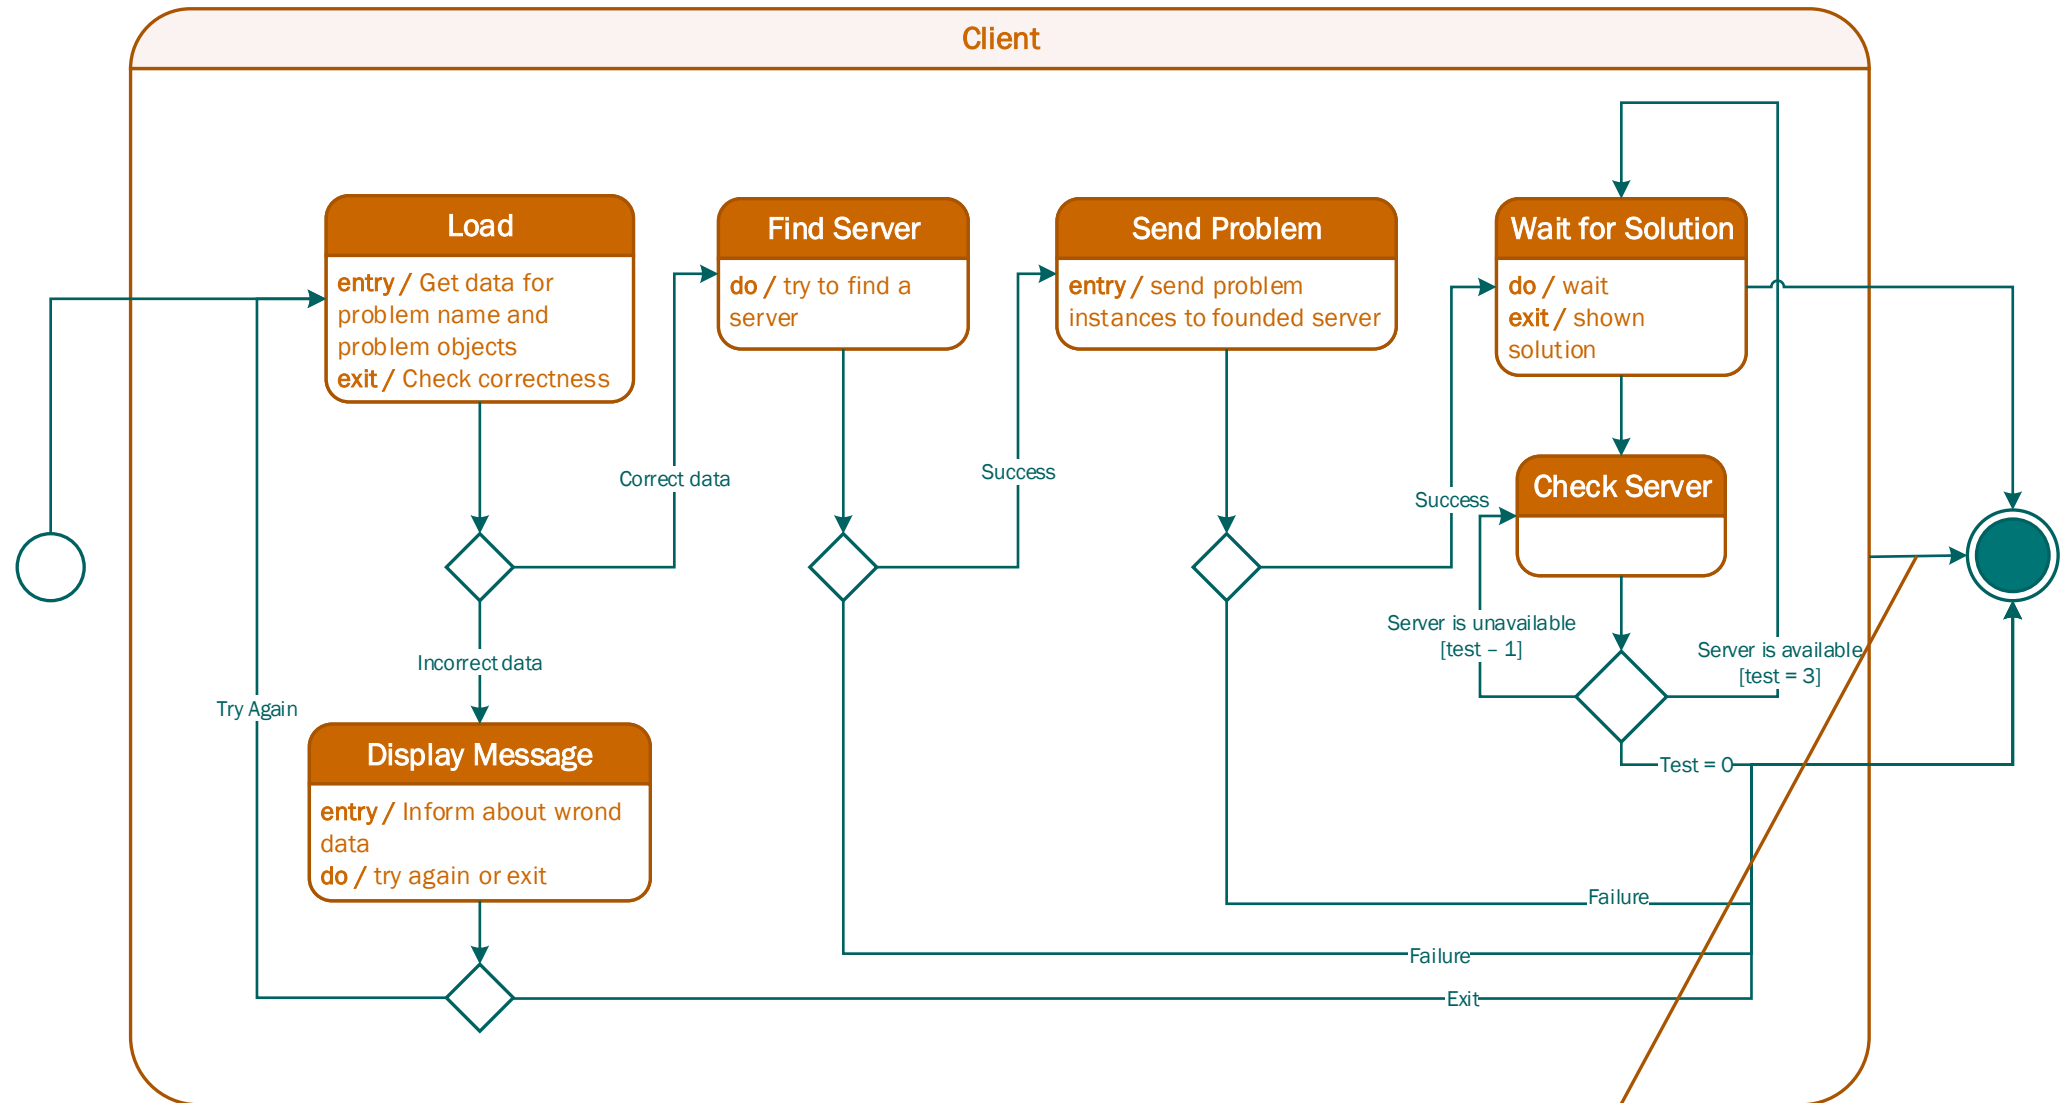 Client
Load
entry / Get data for
problem name and
problem objects
exit / Check correctness
Find Server
do / try to find a
server
Send Problem
entry / send problem
instances to founded server
Wait for Solution
do / wait
exit / shown
solution
Correct data
Success
Success
Check Server
Server is unavailable
[test – 1]
Server is available
[test = 3]
Incorrect data
Try Again
Display Message
entry / Inform about wrond
data
do / try again or exit
Test = 0
Failure
Failure
Exit